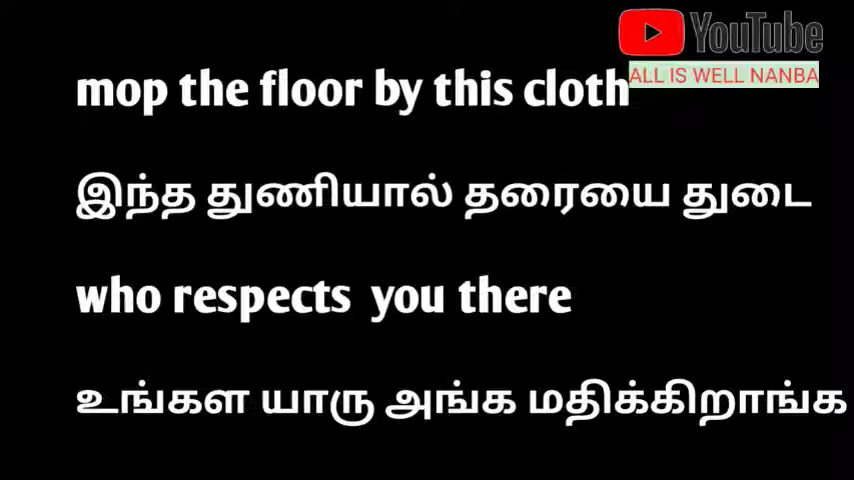 YouTube
ALL IS WELL NANBA
mop the floor by this cloth
இந்த துணியால் தரையை துடை
who respects you there
உங்கள யாரு அங்க மதிக்கிறாங்க